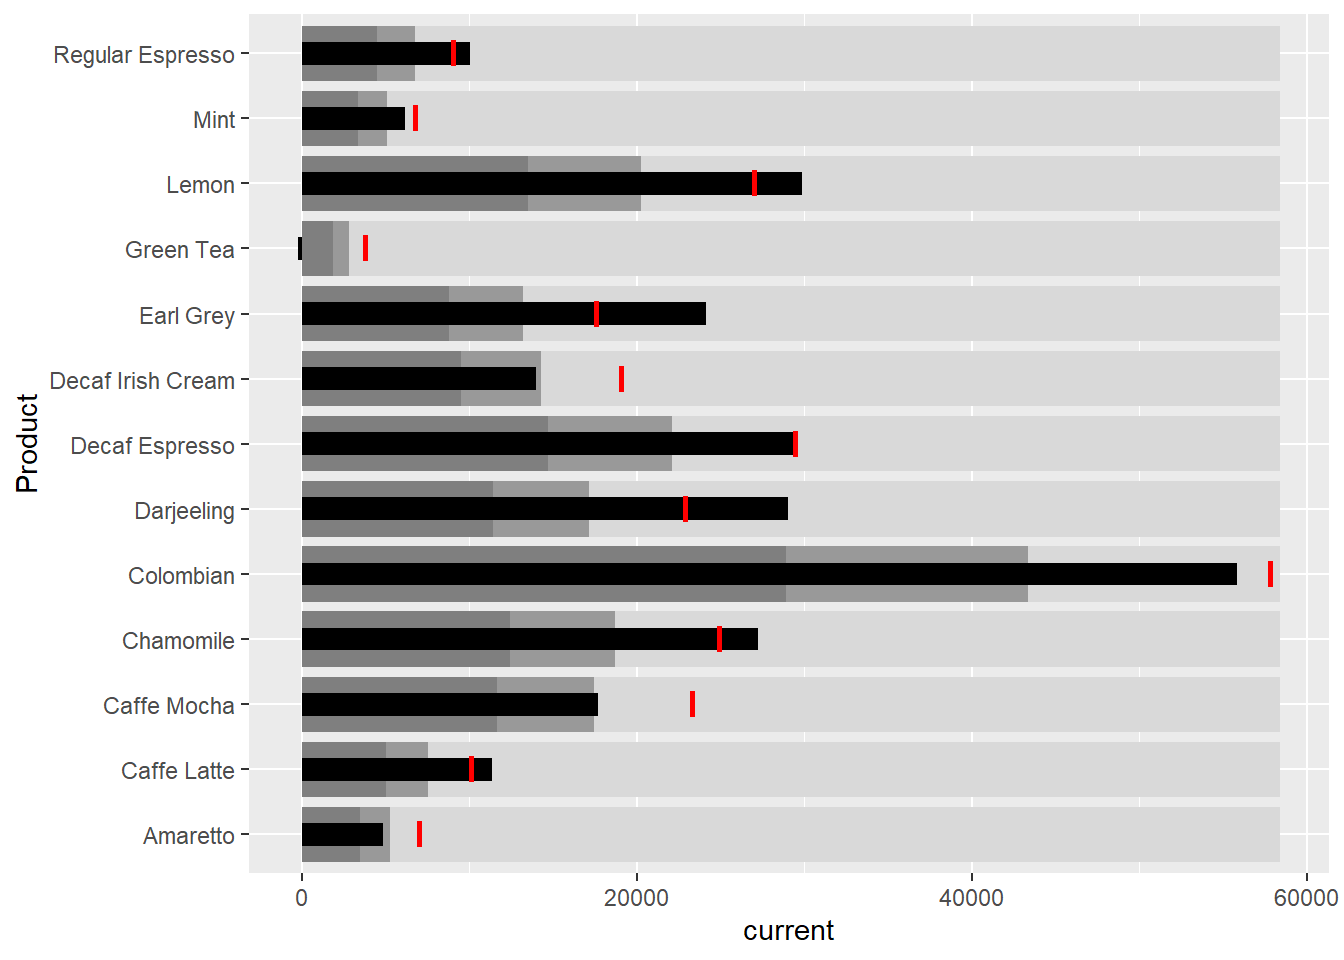 Regular Espresso
Mint
Lemon
Green Tea
Earl Grey
Decaf Irish Cream
Decaf Espresso
Darjeeling
Colombian
Chamomile
Caffe Mocha
Caffe Latte
Amaretto
Product
0 20000 40000 60000
current